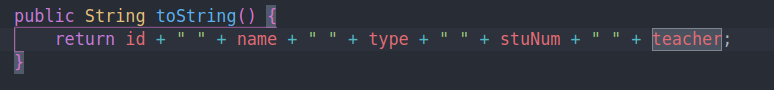 public String toString() {
return id + " " + name + " " + type + " " + stuNum + " " + teacher;
}